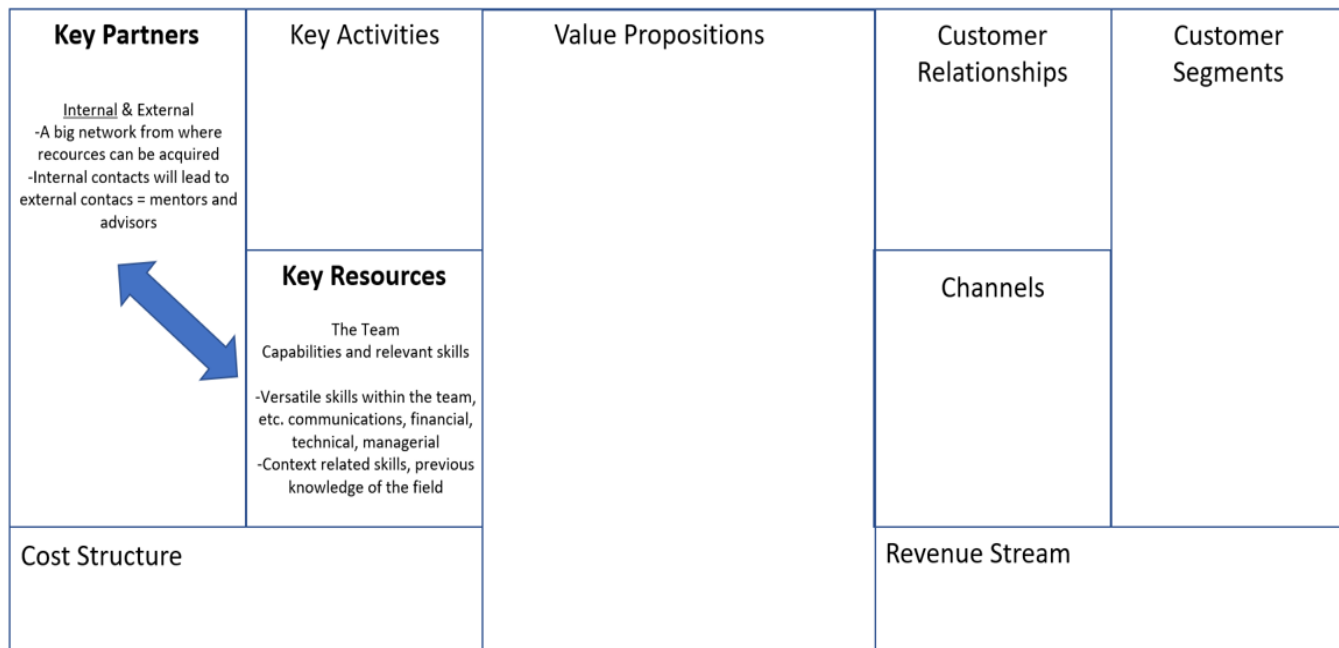 Key Partners
Internal & External
-A big network from where
recources can be acquired
-Internal contacts will lead to
external contacs = mentors and
advisors
Key Activities
Key Resources
The Team
Capabilities and relevant skills
-Versatile skills within the team,
etc. communications, financial,
technical, managerial
-Context related skills, previous
knowledge of the field
Value Propositions
Customer
Relationships
Channels
Customer
Segments
Cost Structure
Revenue Stream